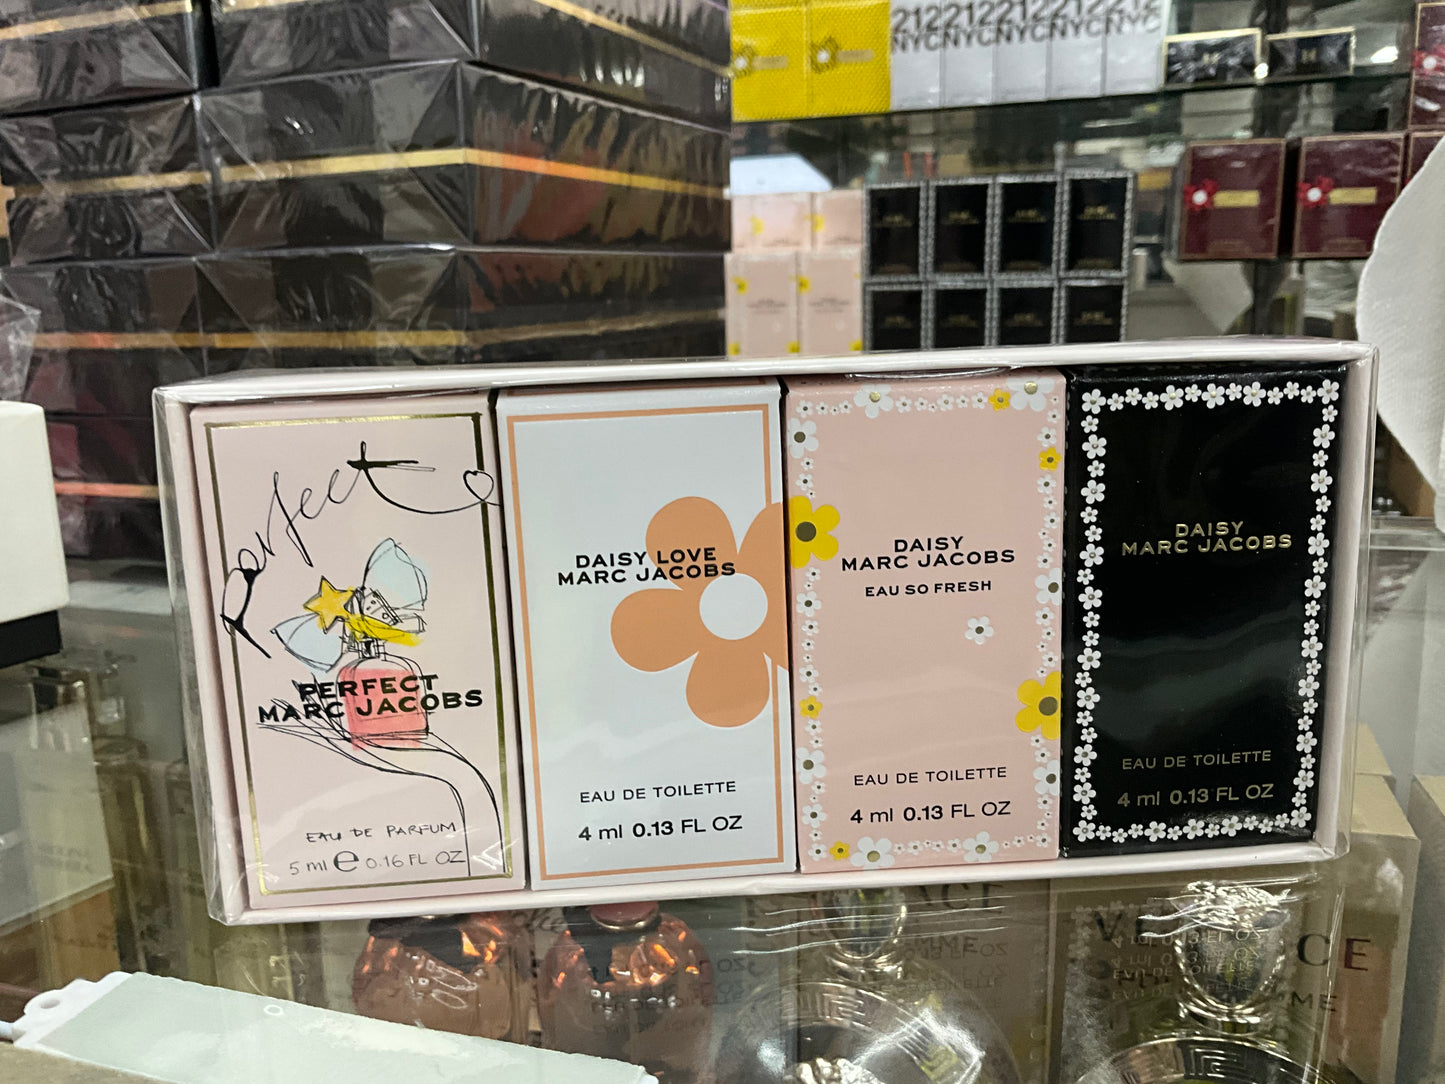 212212212212212
NYCNYCNYCNYCNYC
Perfect
PERFECT
MARC JACOBS
EAU DE PARFUM
5 ml e 0.16 FL OZ
DAISY LOVE
MARC JACOBS
EAU DE TOILETTE
4 ml 0.13 FL OZ
DAISY
MARC JACOBS
EAU SO FRESH
EAU DE TOILETTE
4 ml 0.13 FL OZ
DAISY
MARC JACOBS
EAU DE TOILETTE
4 ml 0.13 FL OZ